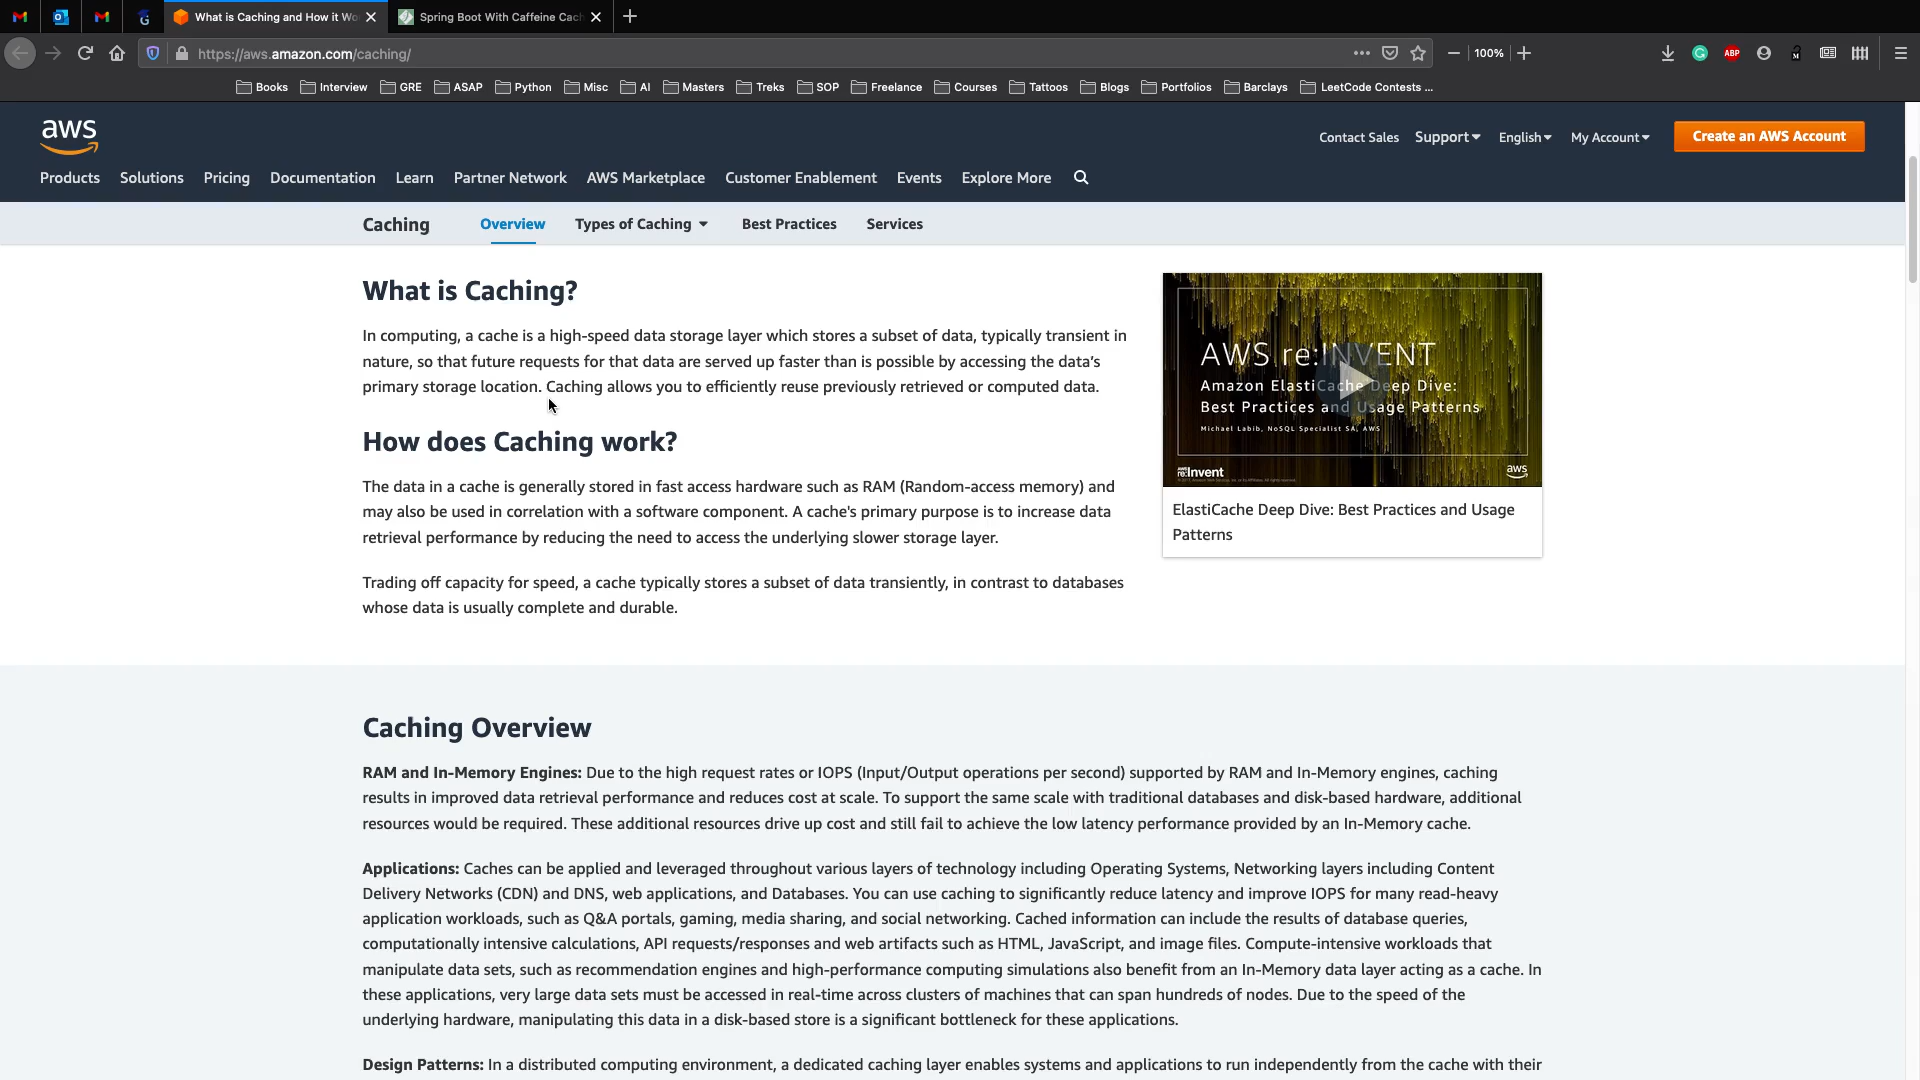 What is Caching and How it Wo
Spring Boot With Caffeine Cach
https://aws.amazon.com/caching/
100%
ABP
Books Interview GRE ASAP Python Misc AI Masters Treks SOP Freelance Courses Tattoos Blogs Portfolios Barclays LeetCode Contests ...
aws
Contact Sales Support English My Account Create an AWS Account
Products Solutions Pricing Documentation Learn Partner Network AWS Marketplace Customer Enablement Events Explore More
Caching Overview Types of Caching Best Practices Services
What is Caching?
In computing, a cache is a high-speed data storage layer which stores a subset of data, typically transient in
nature, so that future requests for that data are served up faster than is possible by accessing the data's
primary storage location. Caching allows you to efficiently reuse previously retrieved or computed data.
How does Caching work?
The data in a cache is generally stored in fast access hardware such as RAM (Random-access memory) and
may also be used in correlation with a software component. A cache's primary purpose is to increase data
retrieval performance by reducing the need to access the underlying slower storage layer.
Trading off capacity for speed, a cache typically stores a subset of data transiently, in contrast to databases
whose data is usually complete and durable.
AWS re:INVENT
Amazon ElastiCache Deep Dive:
Best Practices and Usage Patterns
Michael Labib, NoSQL Specialist SA, AWS
AWS re:Invent
aws
ElastiCache Deep Dive: Best Practices and Usage
Patterns
Caching Overview
RAM and In-Memory Engines: Due to the high request rates or IOPS (Input/Output operations per second) supported by RAM and In-Memory engines, caching
results in improved data retrieval performance and reduces cost at scale. To support the same scale with traditional databases and disk-based hardware, additional
resources would be required. These additional resources drive up cost and still fail to achieve the low latency performance provided by an In-Memory cache.
Applications: Caches can be applied and leveraged throughout various layers of technology including Operating Systems, Networking layers including Content
Delivery Networks (CDN) and DNS, web applications, and Databases. You can use caching to significantly reduce latency and improve IOPS for many read-heavy
application workloads, such as Q&A portals, gaming, media sharing, and social networking. Cached information can include the results of database queries,
computationally intensive calculations, API requests/responses and web artifacts such as HTML, JavaScript, and image files. Compute-intensive workloads that
manipulate data sets, such as recommendation engines and high-performance computing simulations also benefit from an In-Memory data layer acting as a cache. In
these applications, very large data sets must be accessed in real-time across clusters of machines that can span hundreds of nodes. Due to the speed of the
underlying hardware, manipulating this data in a disk-based store is a significant bottleneck for these applications.
Design Patterns: In a distributed computing environment, a dedicated caching layer enables systems and applications to run independently from the cache with their